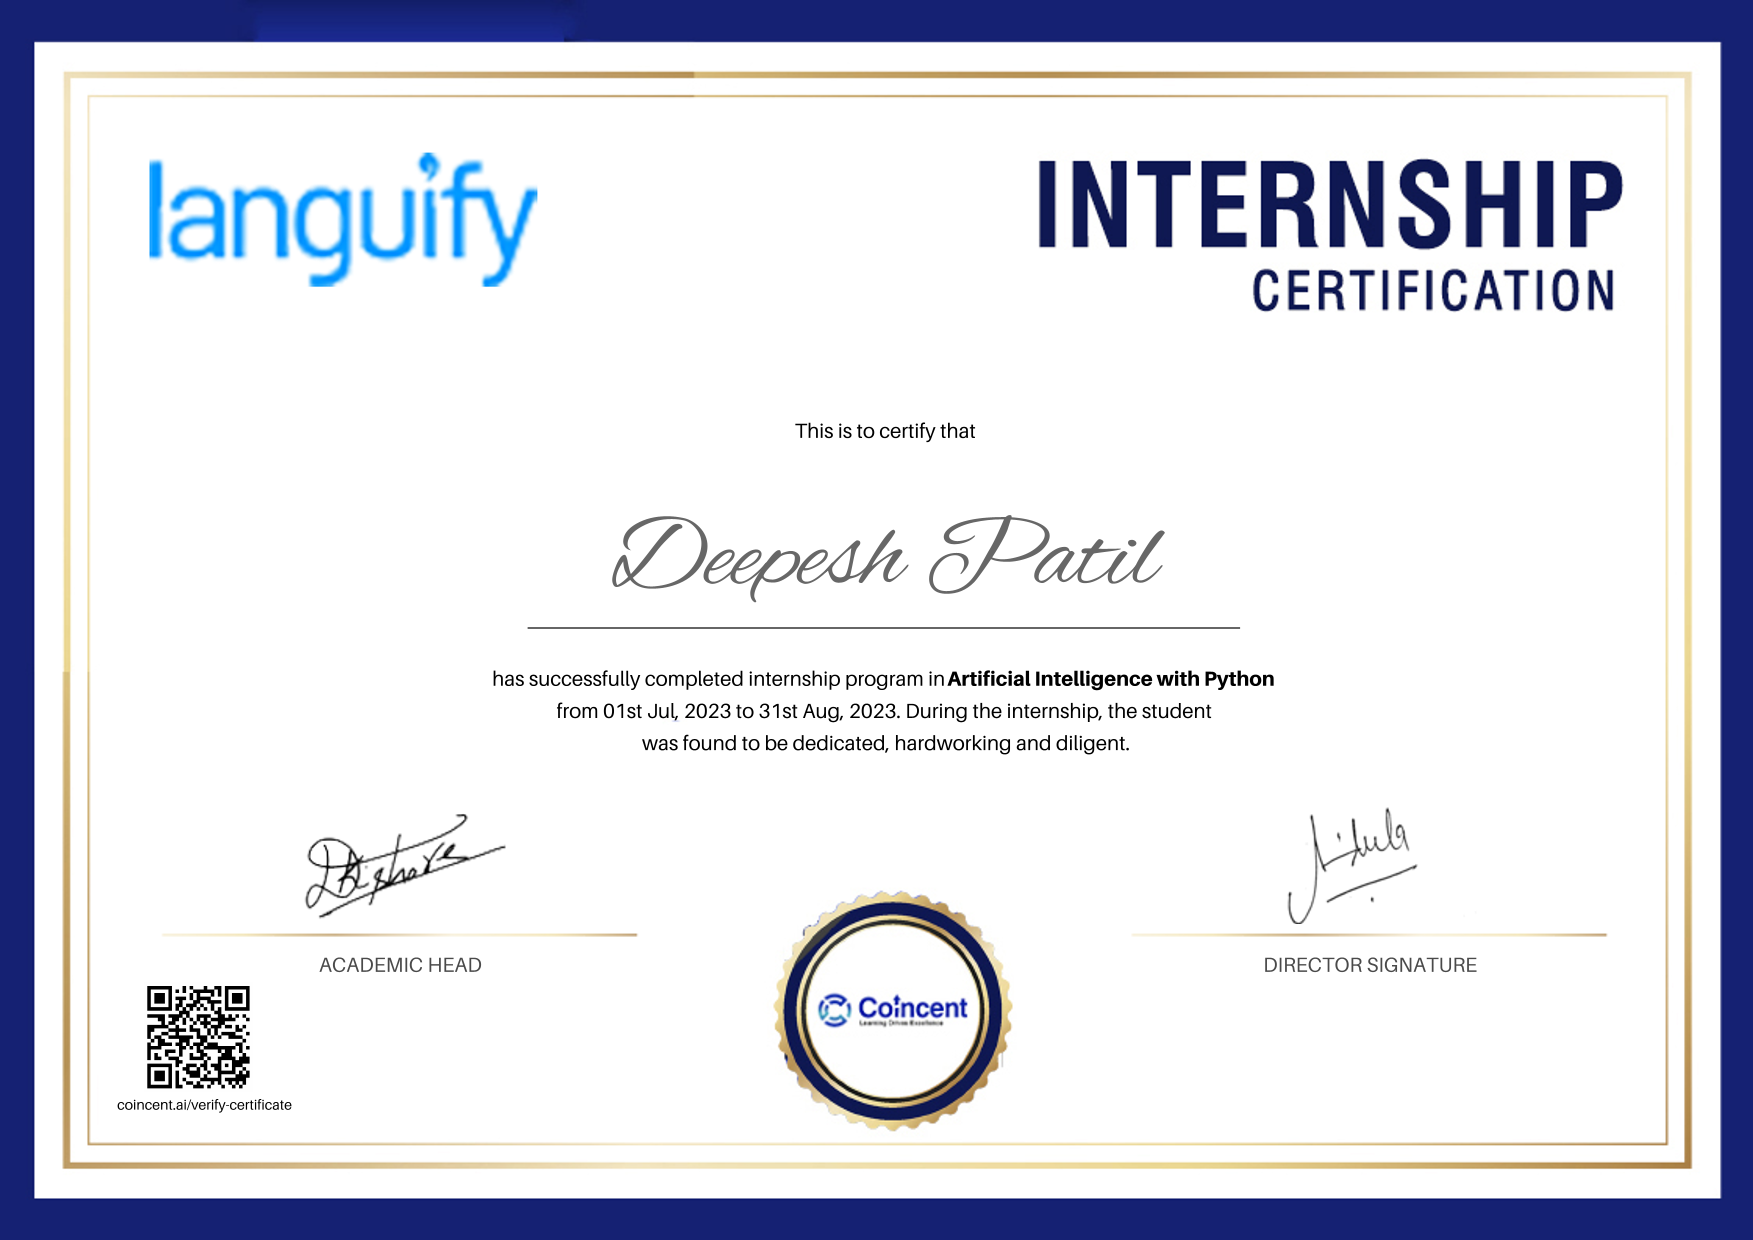 languify
INTERNSHIP
CERTIFICATION
This is to certify that
Deepesh Patil
has successfully completed internship program in Artificial Intelligence with Python
from 01st Jul, 2023 to 31st Aug, 2023. During the internship, the student
was found to be dedicated, hardworking and diligent.
ACADEMIC HEAD
DIRECTOR SIGNATURE
Coincent
Learning Drives Excellence
coincent.ai/verify-certificate